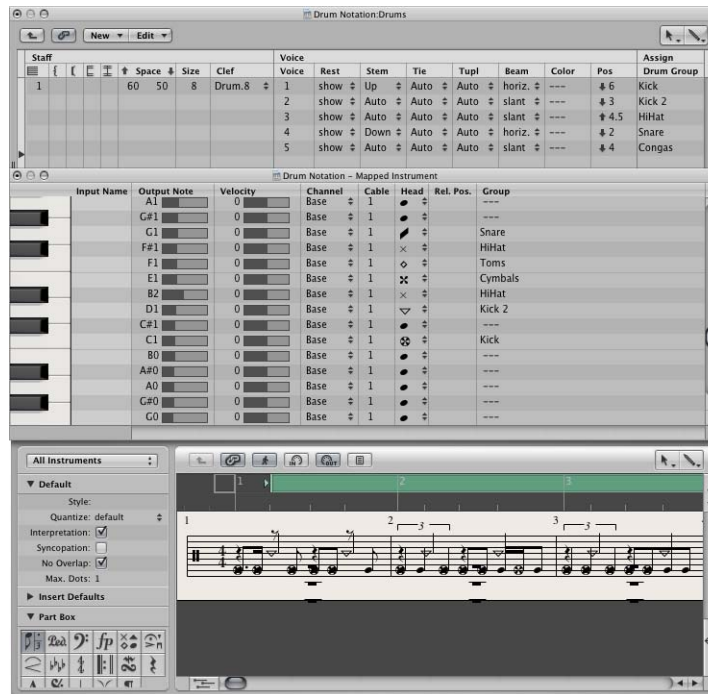 Drum Notation:Drums
New Edit
Staff Voice Assign
Space Size Clef Voice Rest Stem Tie Tupl Beam Color Pos Drum Group
1 60 50 8 Drum.8 1 show Up Auto Auto horiz. --- 6 Kick
2 show Auto Auto Auto slant --- 3 Kick 2
3 show Auto Auto Auto slant --- 4.5 HiHat
4 show Down Auto Auto horiz. --- 2 Snare
5 show Auto Auto Auto slant --- 4 Congas
Drum Notation – Mapped Instrument
Input Name Output Note Velocity Channel Cable Head Rel. Pos. Group
A1 0 Base 1 ---
G#1 0 Base 1 ---
G1 0 Base 1 Snare
F#1 0 Base 1 HiHat
F1 0 Base 1 Toms
E1 0 Base 1 Cymbals
B2 0 Base 1 HiHat
D1 0 Base 1 Kick 2
C#1 0 Base 1 ---
C1 0 Base 1 Kick
B0 0 Base 1 ---
A#0 0 Base 1 ---
A0 0 Base 1 ---
G#0 0 Base 1 ---
G0 0 Base 1 ---
All Instruments
IN OUT
Default
1 2 3
Style:
Quantize: default
Interpretation:
Syncopation:
No Overlap:
Max. Dots: 1
1 2 3 3 3
4
4
Insert Defaults
Part Box
Ped. fp
A